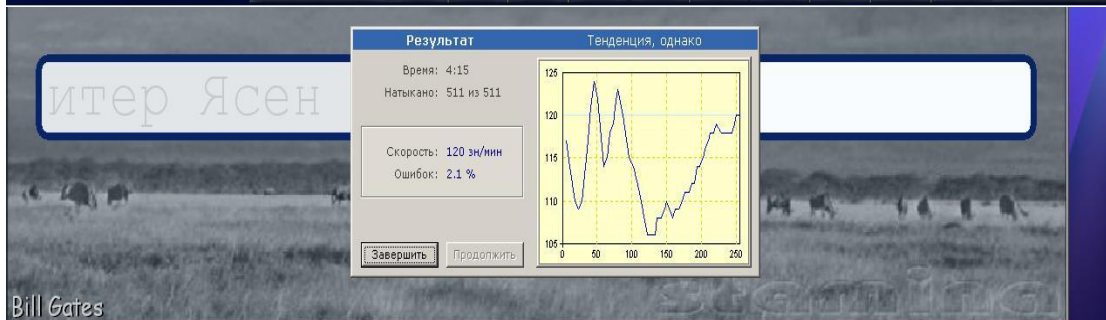 Результат
Тенденция, однако
Время: 4:15
Натыкано: 511 из 511
Скорость: 120 зн/мин
Ошибок: 2.1 %
Завершить
Продолжить
125
120
115
110
105
0 50 100 150 200 250
итер Ясен
Bill Gates
stamina